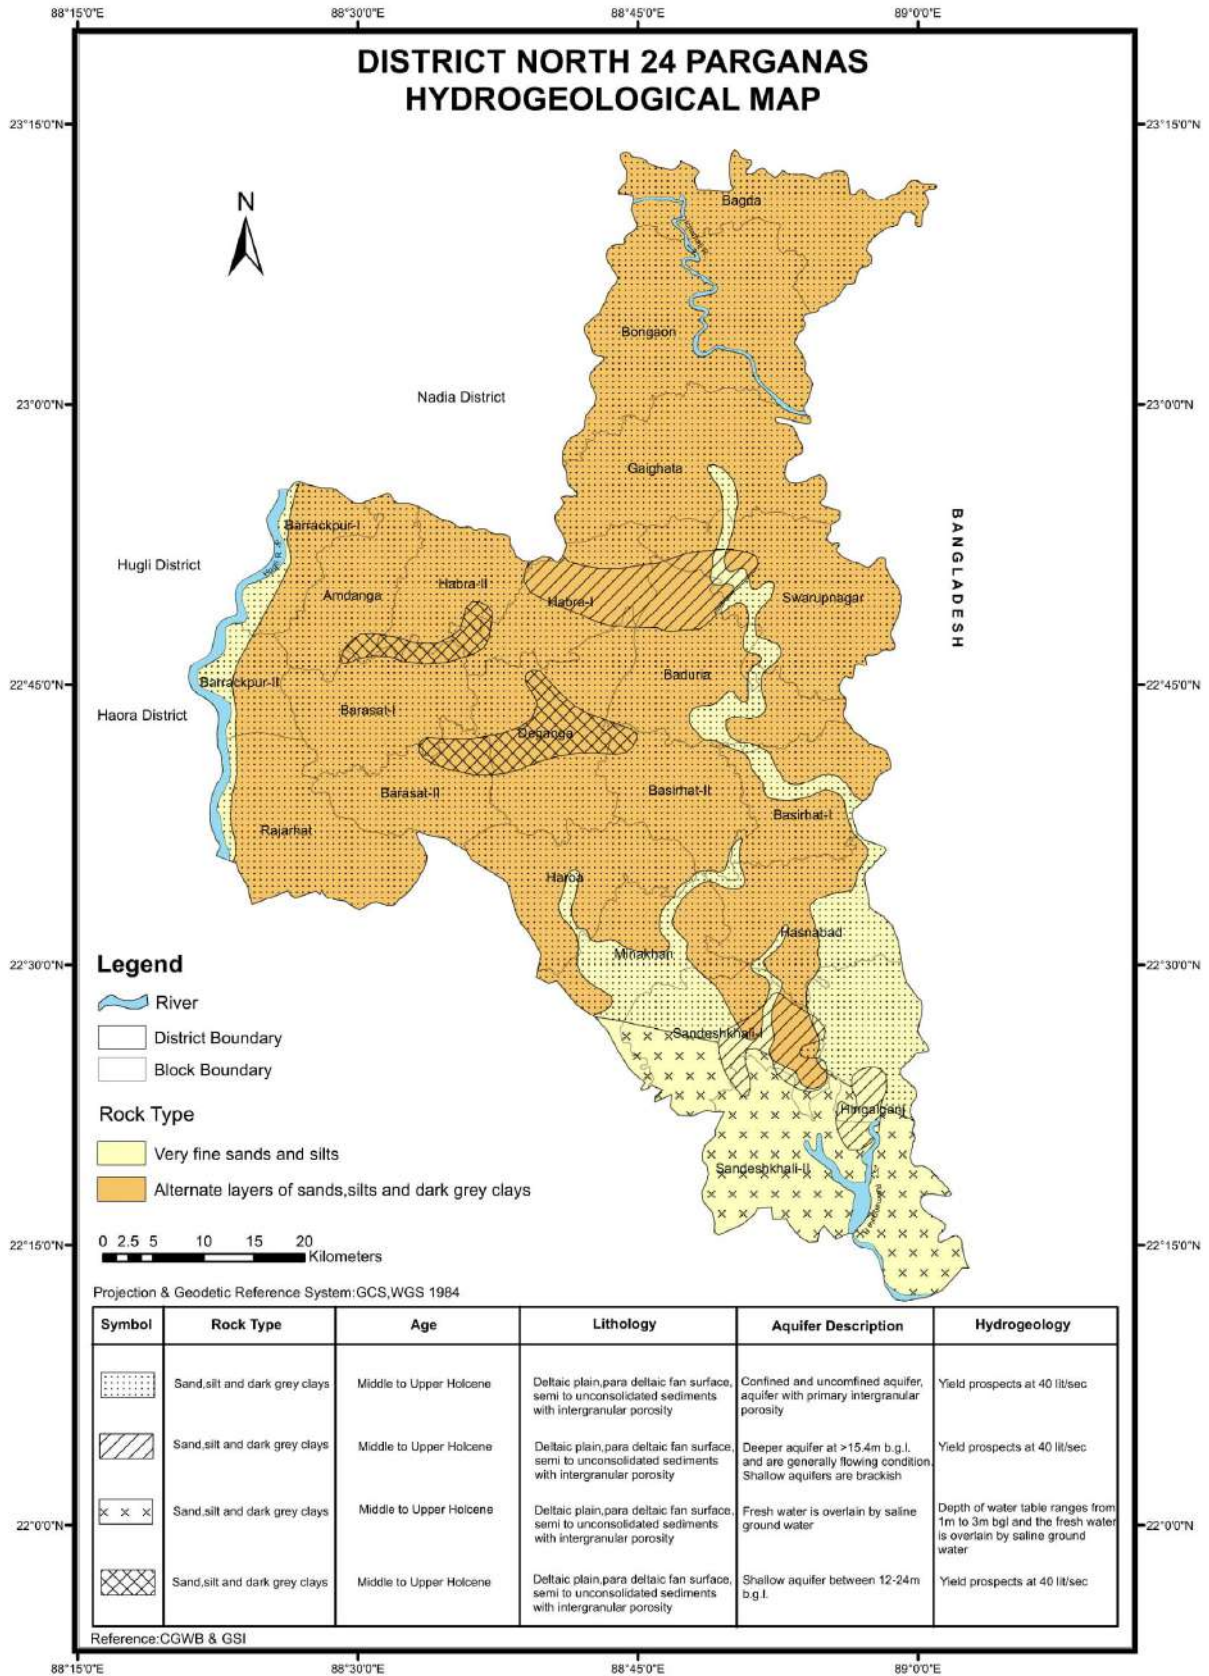 88°15'0"E 88°30'0"E 88°45'0"E 89°0'0"E
DISTRICT NORTH 24 PARGANAS
HYDROGEOLOGICAL MAP
23°15'0"N 23°15'0"N
N
Bagda
Bongaon
Nadia District
23°0'0"N 23°0'0"N
Gaighata
BANGLADESH
Barrackpur-I
Hugli R.
Hugli District
Habra-II
Amdanga
Habra-I
Swarupnagar
Baduria
Barrackpur-II
22°45'0"N 22°45'0"N
Haora District
Barasat-I
Deganga
Barasat-II
Basirhat-II
Basirhat-I
Rajarhat
Haroa
Hasnabad
Minakhan
22°30'0"N 22°30'0"N
Sandeshkhali-I
Hingalganj
Sandeshkhali-II
22°15'0"N 22°15'0"N
Legend
River
District Boundary
Block Boundary
Rock Type
Very fine sands and silts
Alternate layers of sands,silts and dark grey clays
0 2.5 5 10 15 20
Kilometers
Projection & Geodetic Reference System:GCS,WGS 1984
Symbol Rock Type Age Lithology Aquifer Description Hydrogeology
Sand,silt and dark grey clays Middle to Upper Holcene
Deltaic plain,para deltaic fan surface,
semi to unconsolidated sediments
with intergranular porosity
Confined and uncomfined aquifer,
aquifer with primary intergranular
porosity
Yield prospects at 40 lit/sec
Sand,silt and dark grey clays Middle to Upper Holcene
Deltaic plain,para deltaic fan surface,
semi to unconsolidated sediments
with intergranular porosity
Deeper aquifer at >15.4m b.g.l.
and are generally flowing condition.
Shallow aquifers are brackish
Yield prospects at 40 lit/sec
Sand,silt and dark grey clays Middle to Upper Holcene
Deltaic plain,para deltaic fan surface,
semi to unconsolidated sediments
with intergranular porosity
Fresh water is overlain by saline
ground water
Depth of water table ranges from
1m to 3m bgl and the fresh water
is overlain by saline ground
water
22°0'0"N 22°0'0"N
Sand,silt and dark grey clays Middle to Upper Holcene
Deltaic plain,para deltaic fan surface,
semi to unconsolidated sediments
with intergranular porosity
Shallow aquifer between 12-24m
b.g.l.
Yield prospects at 40 lit/sec
Reference:CGWB & GSI
88°15'0"E 88°30'0"E 88°45'0"E 89°0'0"E